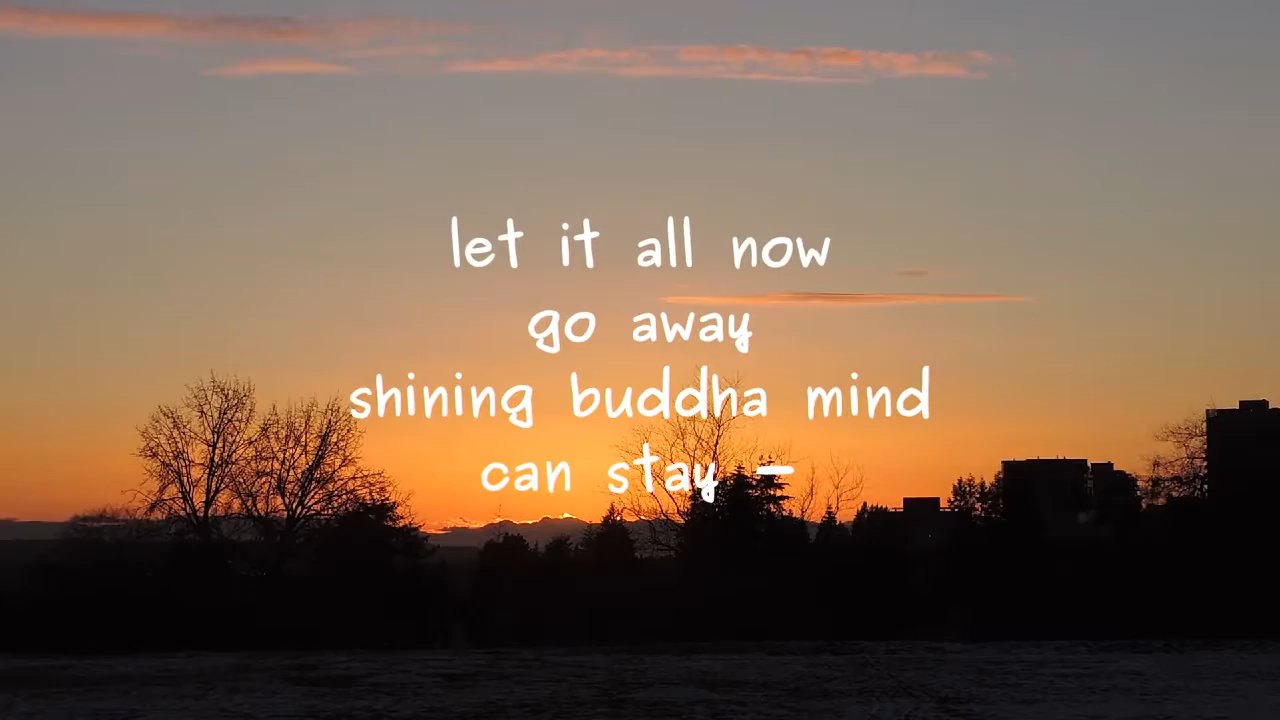 let it all now
go away
shining buddha mind
can stay –